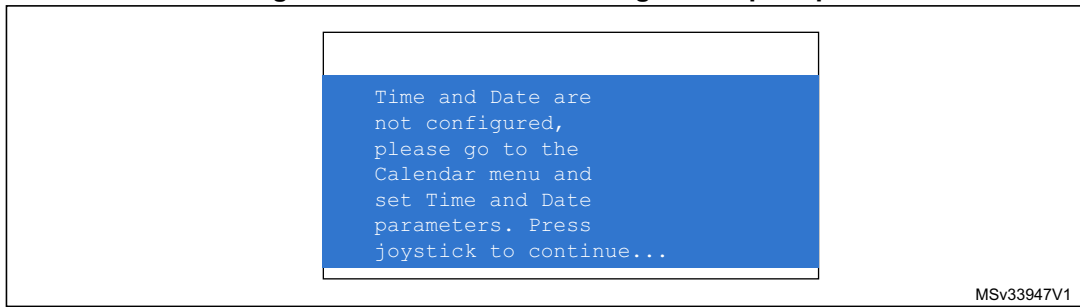 Time and Date are
not configured,
please go to the
Calendar menu and
set Time and Date
parameters. Press
joystick to continue...
MSv33947V1